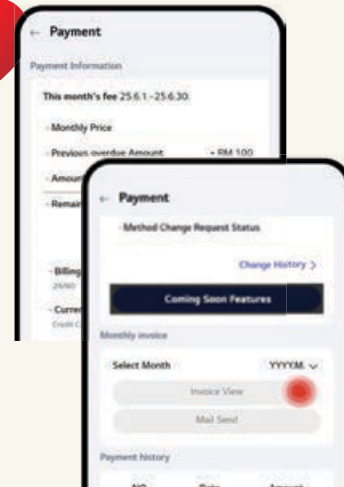 ← Payment
Payment Information
This month's fee 25.6.1 - 25.6.30
- Monthly Price
- Previous overdue Amount + RM 100
- Amoun
- Remain
- Billing
25/60
- Curren
Credit C
← Payment
- Method Change Request Status
Change History >
Coming Soon Features
Monthly invoice
Select Month YYYY.M.
Invoice View
Mail Send
Payment history
NO Date Amount